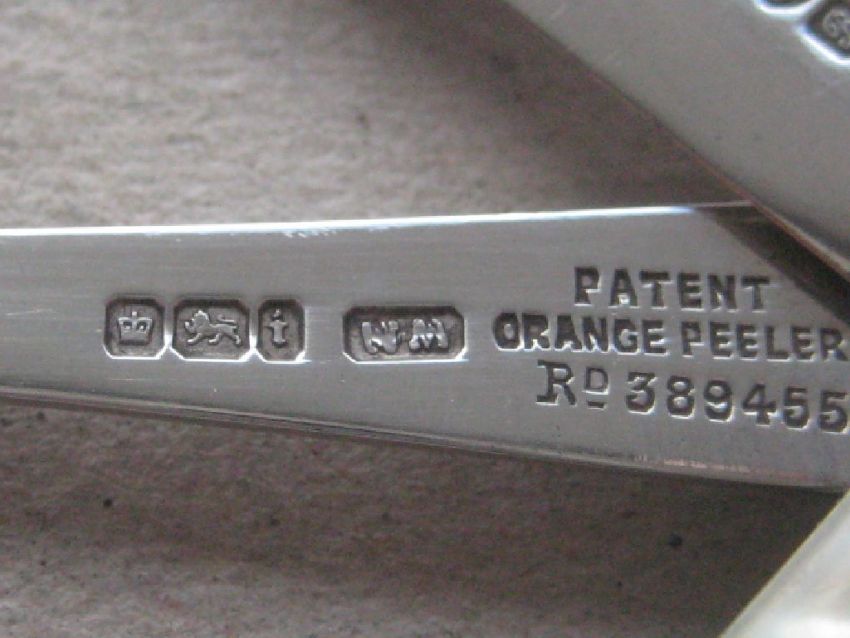 t
N·M
PATENT
ORANGE PEELER
RD 389455